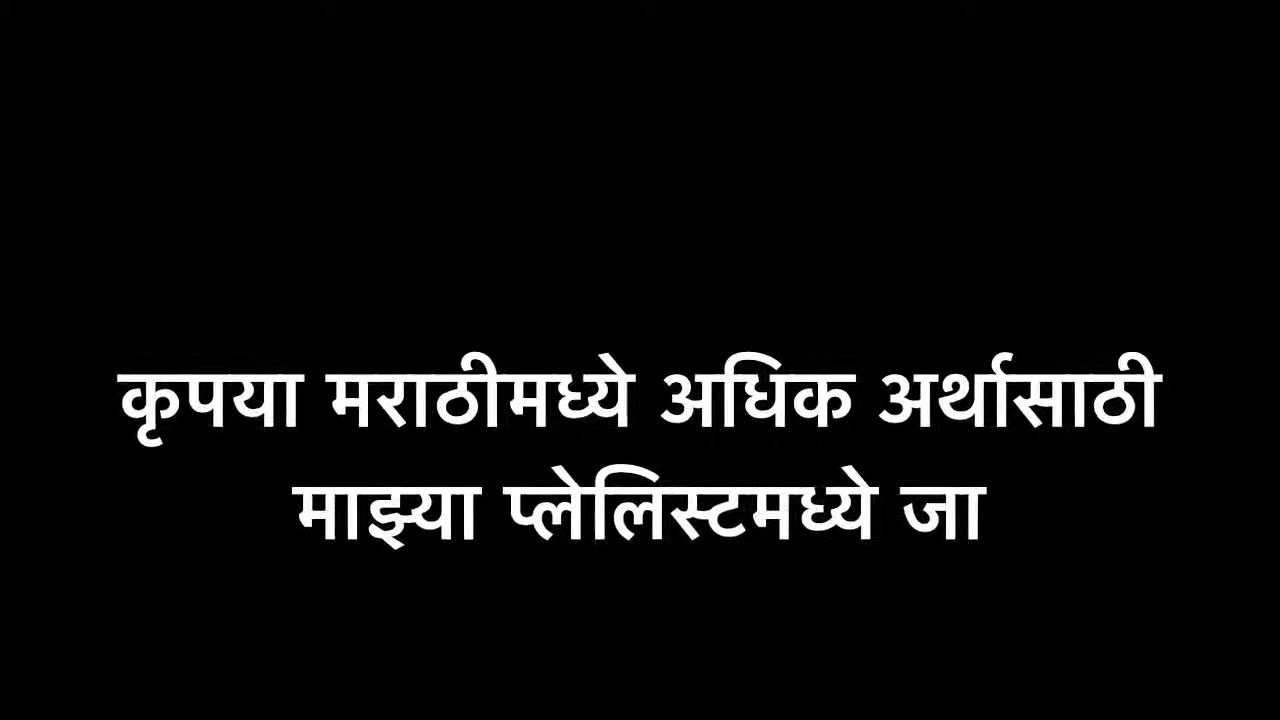 कृपया मराठीमध्ये अधिक अर्थासाठी
माझ्या प्लेलिस्टमध्ये जा